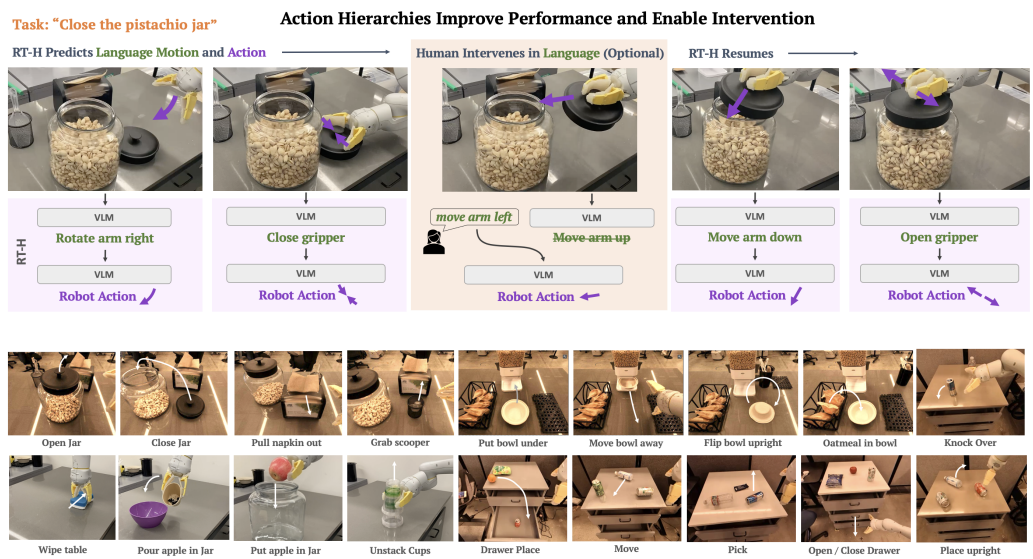 Action Hierarchies Improve Performance and Enable Intervention
Task: “Close the pistachio jar”
RT-H Predicts Language Motion and Action
Human Intervenes in Language (Optional)
RT-H Resumes
RT-H
VLM
Rotate arm right
VLM
Robot Action
VLM
Close gripper
VLM
Robot Action
move arm left
VLM
Move arm up
VLM
Robot Action
VLM
Move arm down
VLM
Robot Action
VLM
Open gripper
VLM
Robot Action
Open Jar
Close Jar
Pull napkin out
Grab scooper
Put bowl under
Move bowl away
Flip bowl upright
Oatmeal in bowl
Knock Over
Wipe table
Pour apple in Jar
Put apple in Jar
Unstack Cups
Drawer Place
Move
Pick
Open / Close Drawer
Place upright